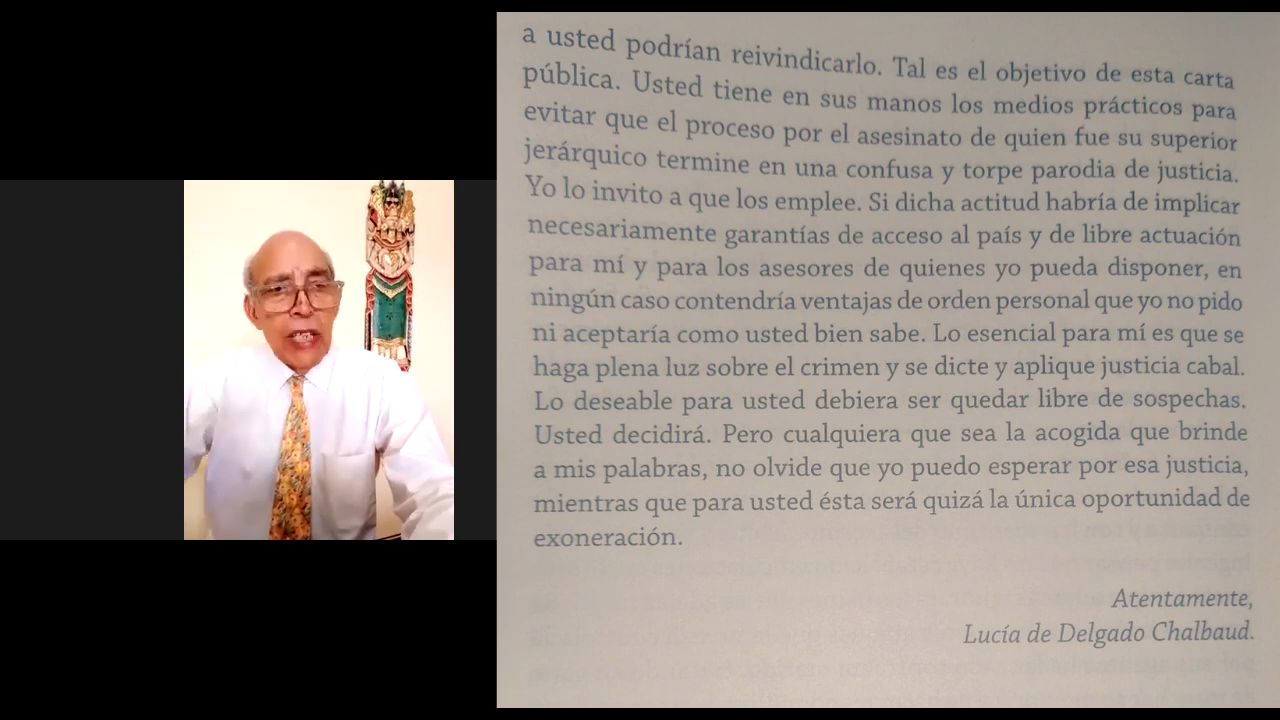 a usted podrían reivindicarlo. Tal es el objetivo de esta carta
pública. Usted tiene en sus manos los medios prácticos para
evitar que el proceso por el asesinato de quien fue su superior
jerárquico termine en una confusa y torpe parodia de justicia.
Yo lo invito a que los emplee. Si dicha actitud habría de implicar
necesariamente garantías de acceso al país y de libre actuación
para mí y para los asesores de quienes yo pueda disponer, en
ningún caso contendría ventajas de orden personal que yo no pido
ni aceptaría como usted bien sabe. Lo esencial para mí es que se
haga plena luz sobre el crimen y se dicte y aplique justicia cabal.
Lo deseable para usted debiera ser quedar libre de sospechas.
Usted decidirá. Pero cualquiera que sea la acogida que brinde
a mis palabras, no olvide que yo puedo esperar por esa justicia,
mientras que para usted ésta será quizá la única oportunidad de
exoneración.
Atentamente,
Lucía de Delgado Chalbaud.